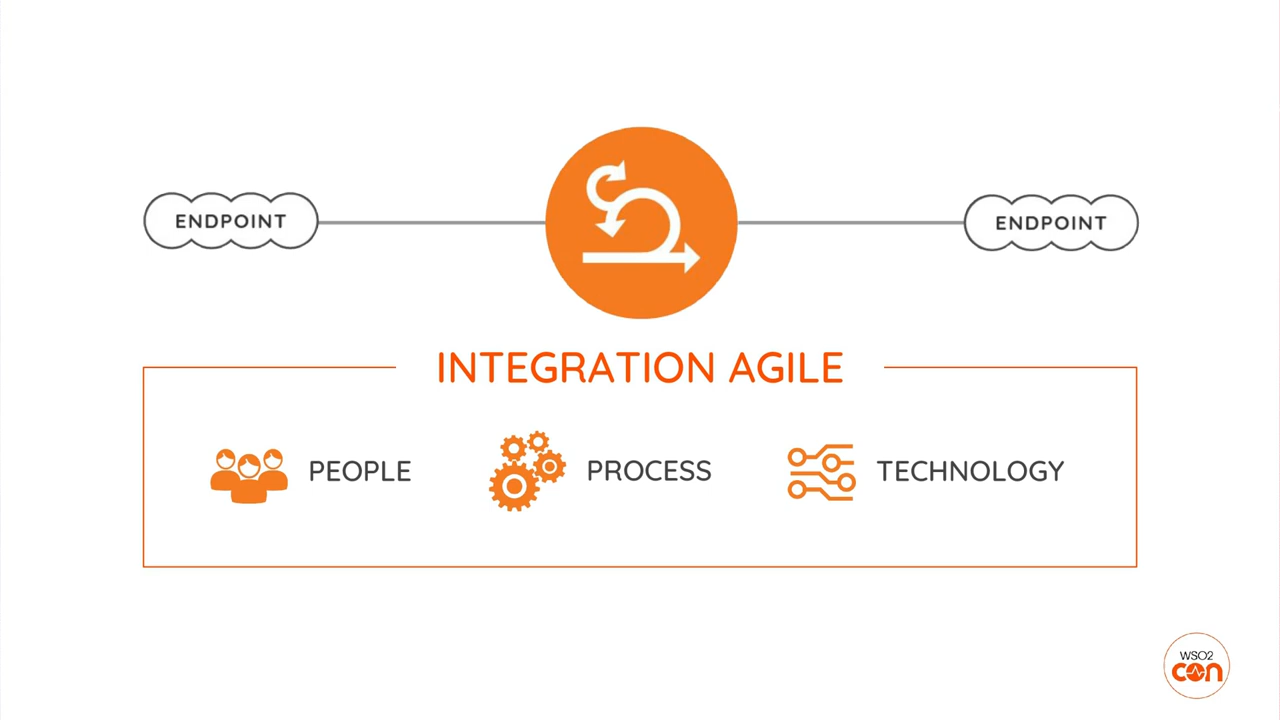 ENDPOINT
ENDPOINT
INTEGRATION AGILE
PEOPLE
PROCESS
TECHNOLOGY
WSO2
con